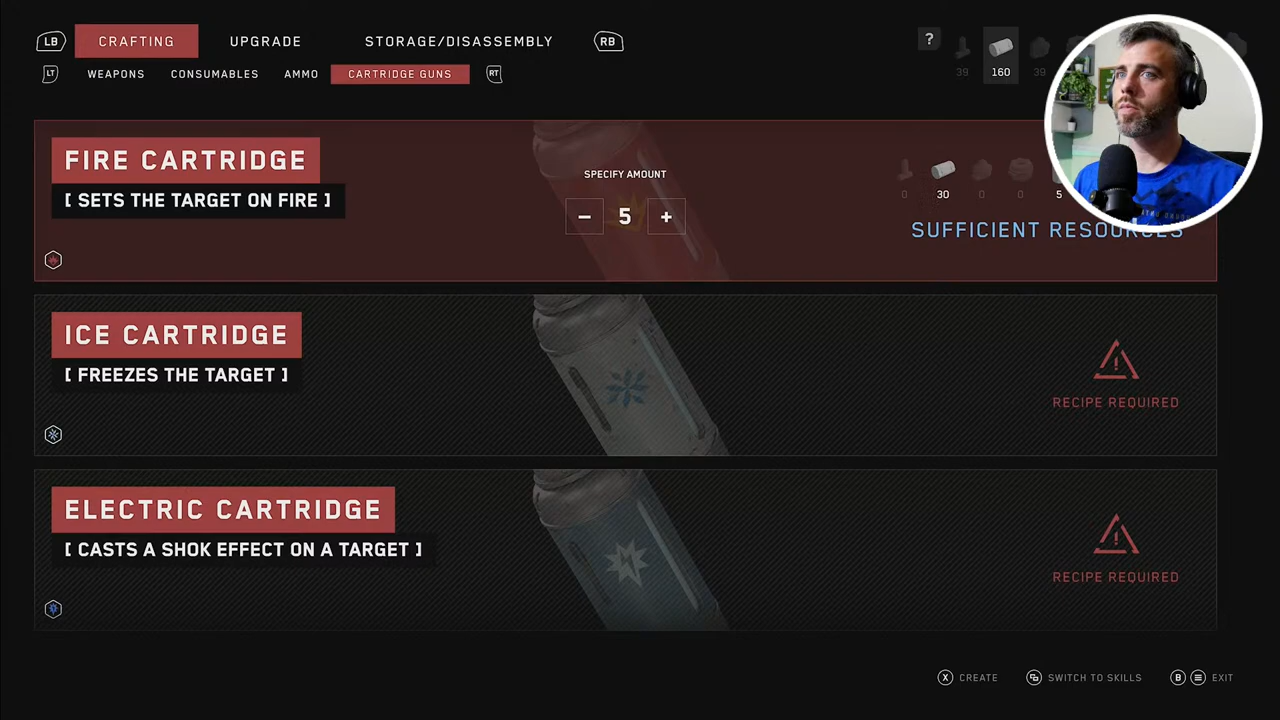 LB CRAFTING UPGRADE STORAGE/DISASSEMBLY RB ?
LT WEAPONS CONSUMABLES AMMO CARTRIDGE GUNS RT
39 160 39
FIRE CARTRIDGE
[ SETS THE TARGET ON FIRE ]
SPECIFY AMOUNT
− 5 +
0 30 0 0 5
SUFFICIENT RESOURCES
ICE CARTRIDGE
[ FREEZES THE TARGET ]
RECIPE REQUIRED
ELECTRIC CARTRIDGE
[ CASTS A SHOK EFFECT ON A TARGET ]
RECIPE REQUIRED
X CREATE SWITCH TO SKILLS B EXIT